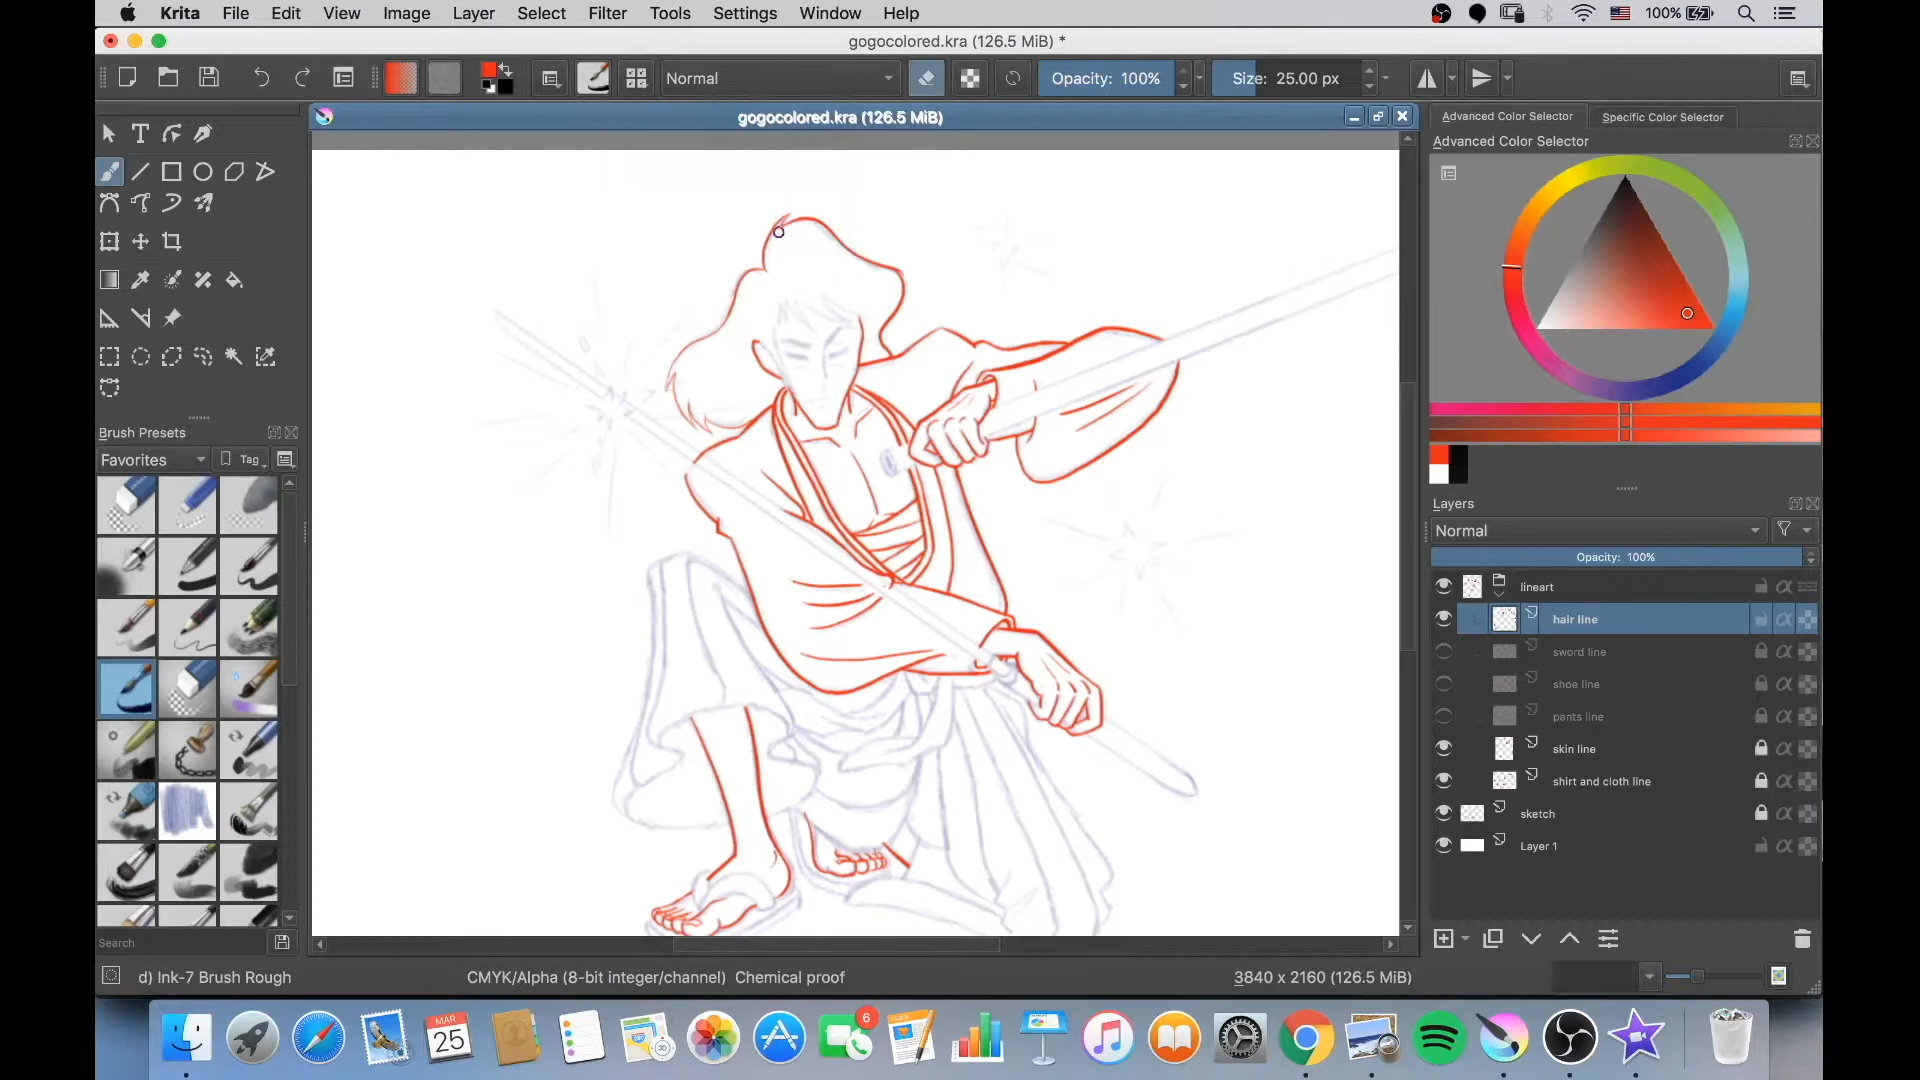 Krita File Edit View Image Layer Select Filter Tools Settings Window Help 100%
gogocolored.kra (126.5 MiB) *
Normal Opacity: 100% Size: 25.00 px
gogocolored.kra (126.5 MiB)
Advanced Color Selector Specific Color Selector
Advanced Color Selector
Brush Presets
Favorites Tag
Layers
Normal
Opacity: 100%
lineart
hair line
sword line
shoe line
pants line
skin line
shirt and cloth line
sketch
Layer 1
Search
d) Ink-7 Brush Rough CMYK/Alpha (8-bit integer/channel) Chemical proof 3840 x 2160 (126.5 MiB)
MAR
25
6
3D